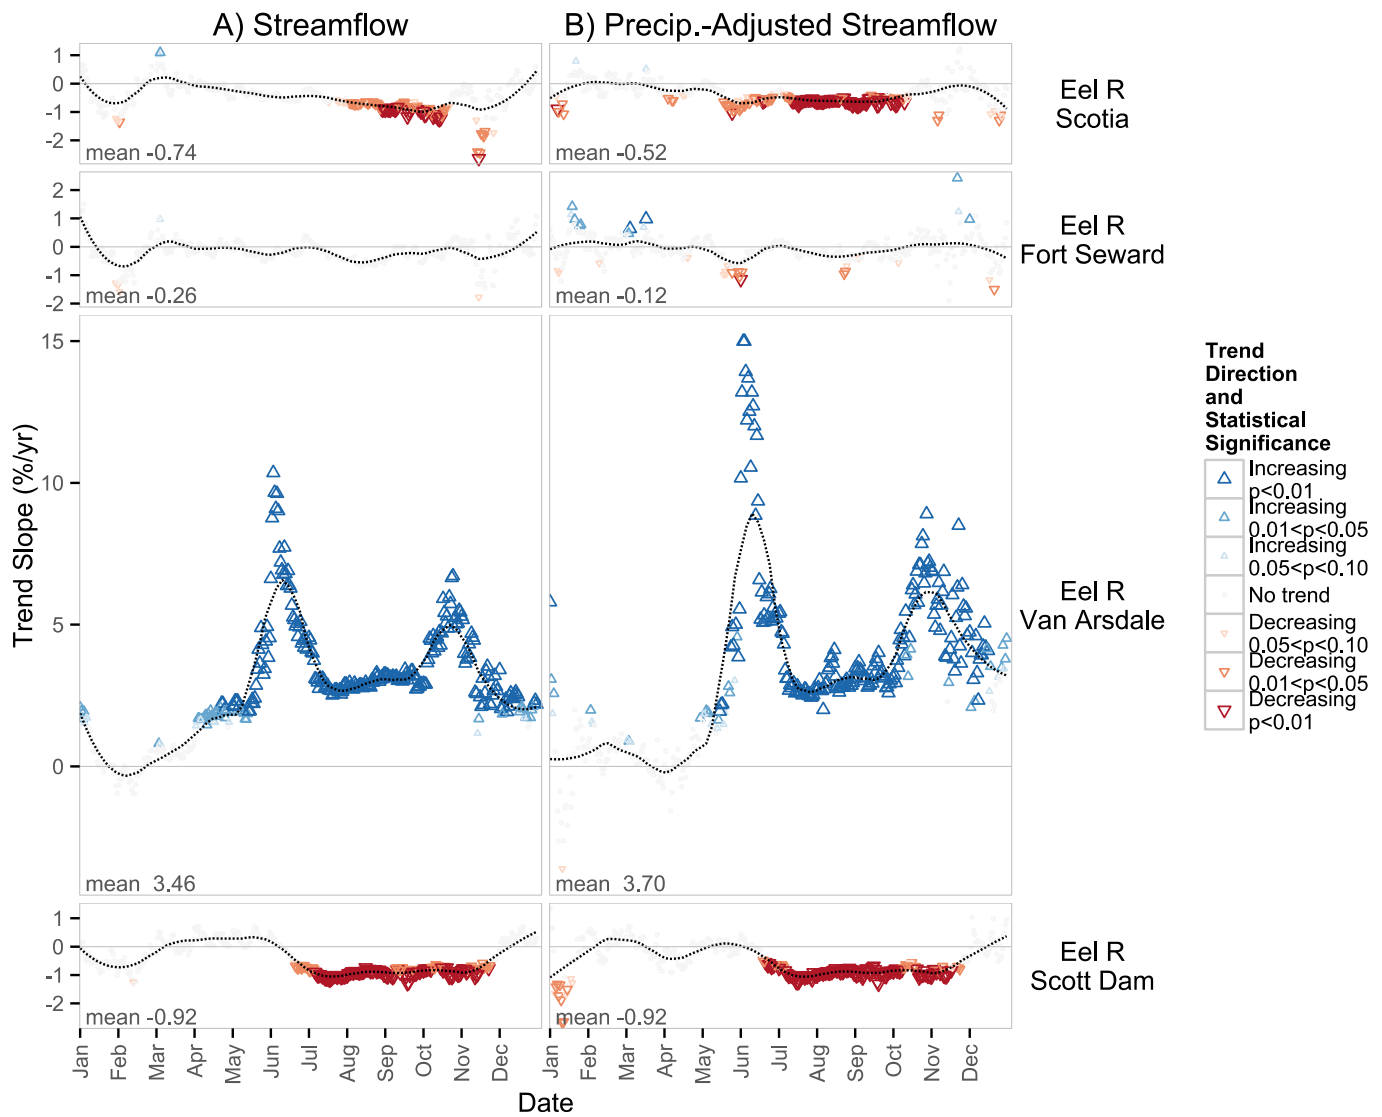 A) Streamflow
B) Precip.-Adjusted Streamflow
1
0
-1
-2
mean -0.74
mean -0.52
Eel R
Scotia
2
1
0
-1
-2
mean -0.26
mean -0.12
Eel R
Fort Seward
15
10
5
0
mean 3.46
mean 3.70
Eel R
Van Arsdale
1
0
-1
-2
mean -0.92
mean -0.92
Eel R
Scott Dam
Trend Slope (%/yr)
Jan
Feb
Mar
Apr
May
Jun
Jul
Aug
Sep
Oct
Nov
Dec
Jan
Feb
Mar
Apr
May
Jun
Jul
Aug
Sep
Oct
Nov
Dec
Date
Trend
Direction
and
Statistical
Significance
Increasing
p<0.01
Increasing
0.01<p<0.05
Increasing
0.05<p<0.10
No trend
Decreasing
0.05<p<0.10
Decreasing
0.01<p<0.05
Decreasing
p<0.01